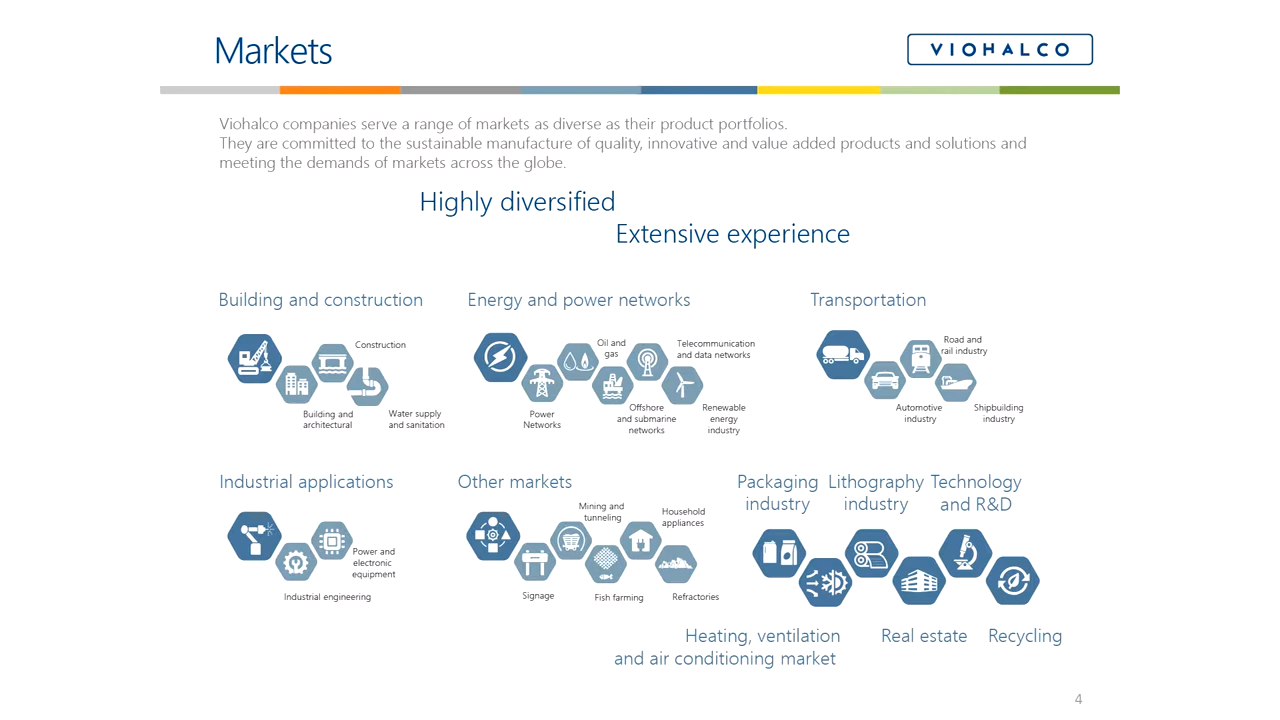 Markets
VIOHALCO
Viohalco companies serve a range of markets as diverse as their product portfolios.
They are committed to the sustainable manufacture of quality, innovative and value added products and solutions and
meeting the demands of markets across the globe.
Highly diversified
Extensive experience
Building and construction
Construction
Building and
architectural
Water supply
and sanitation
Energy and power networks
Oil and
gas
Telecommunication
and data networks
Power
Networks
Offshore
and submarine
networks
Renewable
energy
industry
Transportation
Road and
rail industry
Automotive
industry
Shipbuilding
industry
Industrial applications
Power and
electronic
equipment
Industrial engineering
Other markets
Mining and
tunneling
Household
appliances
Signage
Fish farming
Refractories
Packaging
industry
Lithography
industry
Technology
and R&D
Heating, ventilation
and air conditioning market
Real estate
Recycling
4